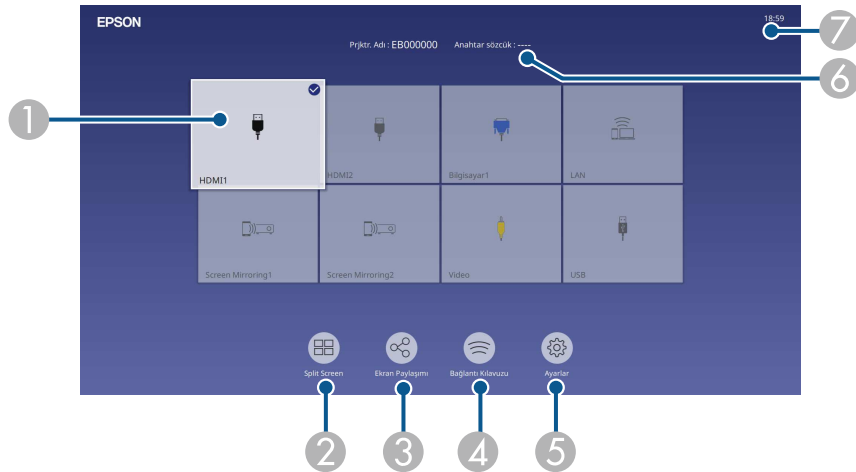 EPSON
18:59
7
Prjktr. Adı : EB000000 Anahtar sözcük : ----
6
1
HDMI1
HDMI2
Bilgisayar1
LAN
Screen Mirroring1
Screen Mirroring2
Video
USB
Split Screen
Ekran Paylaşımı
Bağlantı Kılavuzu
Ayarlar
2
3
4
5